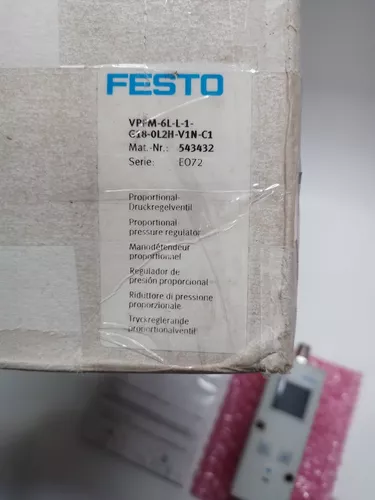 FESTO
VPPM-6L-L-1-
G18-0L2H-V1N-C1
Mat.-Nr.: 543432
Serie: EO72
Proportional-
Druckregelventil
Proportional
pressure regulator
Manodétendeur
proportionnel
Regulador de
presión proporcional
Riduttore di pressione
proporzionale
Tryckreglerande
proportionalventil